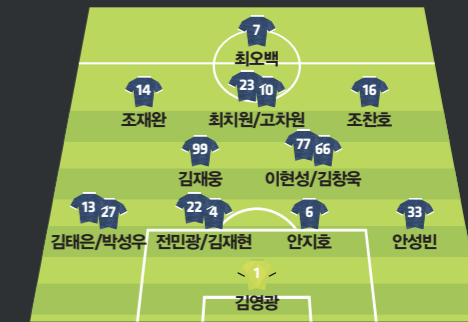 7
최오백
14 23 10 16
조재완 최치원/고차원 조찬호
99 77 66
김재웅 이현성/김창욱
13 27 22 4 6 33
김태은/박성우 전민광/김재현 안지호 안성빈
1
김영광